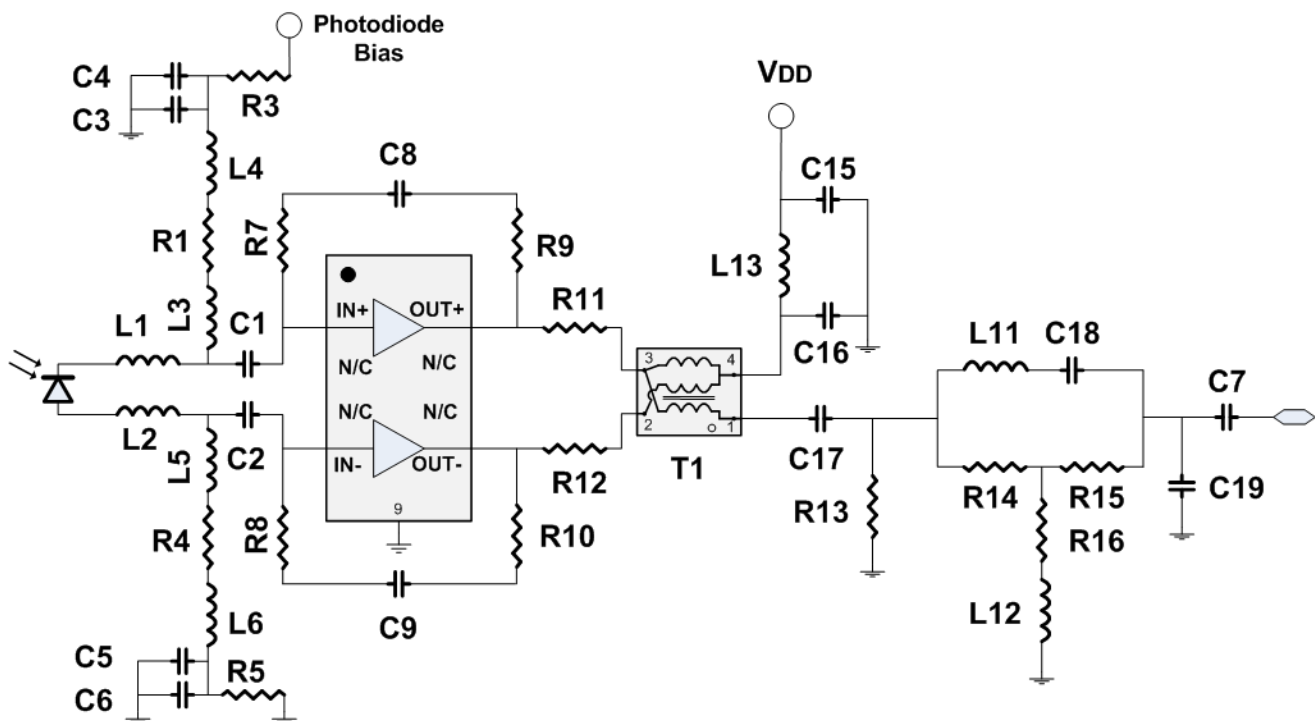 Photodiode
Bias
C4
C3
R3
VDD
L4
C8
C15
R1
R7
R9
L13
L3
L1
C1
IN+
OUT+
R11
C16
L11
C18
N/C
N/C
3
4
C7
N/C
N/C
2
1
L2
C2
IN-
OUT-
T1
C17
L5
R12
R14
R15
C19
R13
R4
R8
9
R10
R16
L6
C9
L12
C5
R5
C6